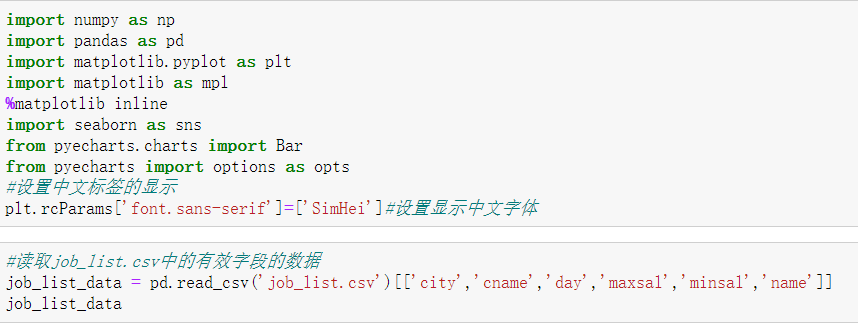 import numpy as np
import pandas as pd
import matplotlib.pyplot as plt
import matplotlib as mpl
%matplotlib inline
import seaborn as sns
from pyecharts.charts import Bar
from pyecharts import options as opts
#设置中文标签的显示
plt.rcParams['font.sans-serif']=['SimHei']#设置显示中文字体
#读取job_list.csv中的有效字段的数据
job_list_data = pd.read_csv('job_list.csv')[['city','cname','day','maxsal','minsal','name']]
job_list_data